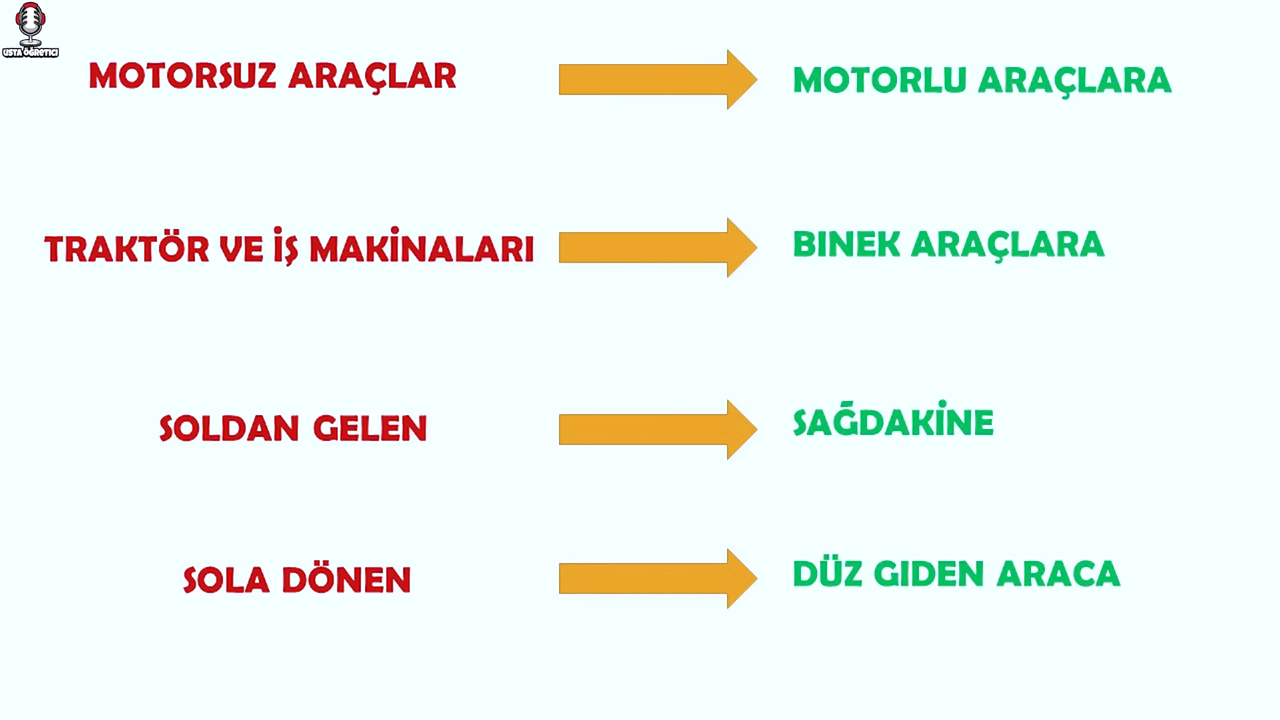 USTA ÖĞRETİCİ
MOTORSUZ ARAÇLAR
MOTORLU ARAÇLARA
TRAKTÖR VE İŞ MAKİNALARI
BINEK ARAÇLARA
SOLDAN GELEN
SAĞDAKİNE
SOLA DÖNEN
DÜZ GIDEN ARACA